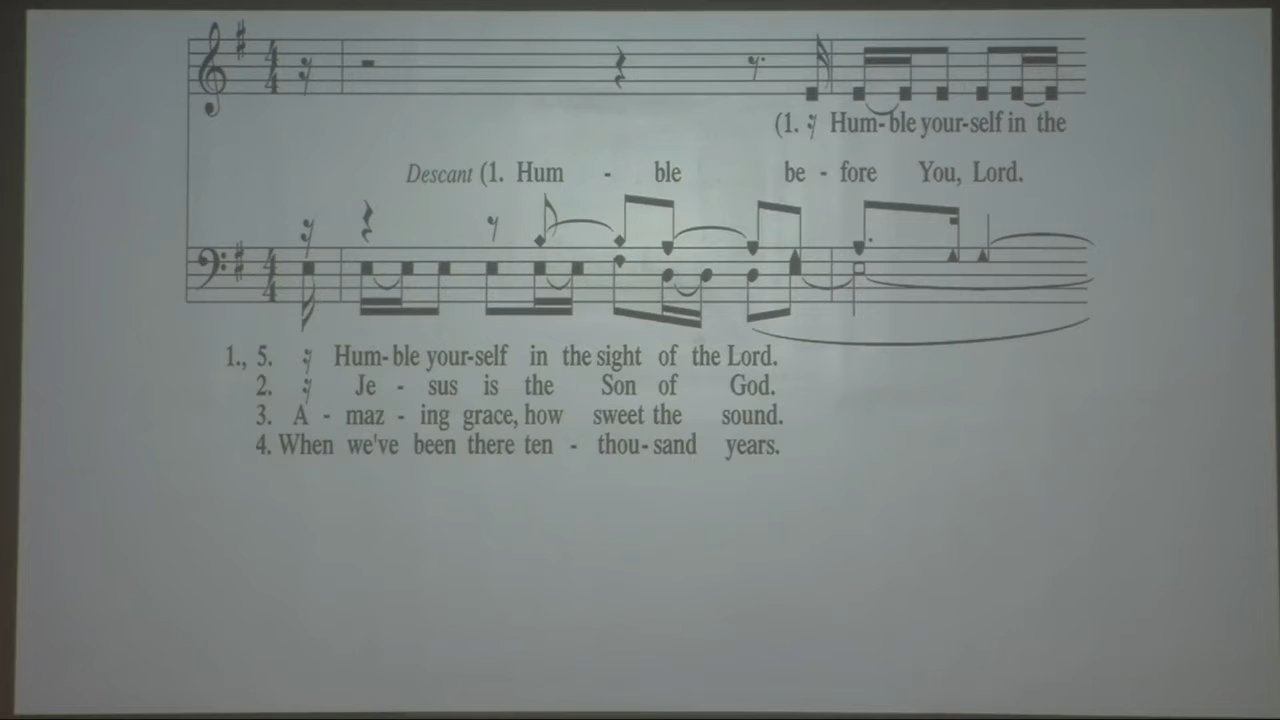 (1. Hum- ble your-self in the
Descant (1. Hum - ble be - fore You, Lord.
1., 5. Hum- ble your-self in the sight of the Lord.
2. Je - sus is the Son of God.
3. A - maz - ing grace, how sweet the sound.
4. When we've been there ten - thou- sand years.